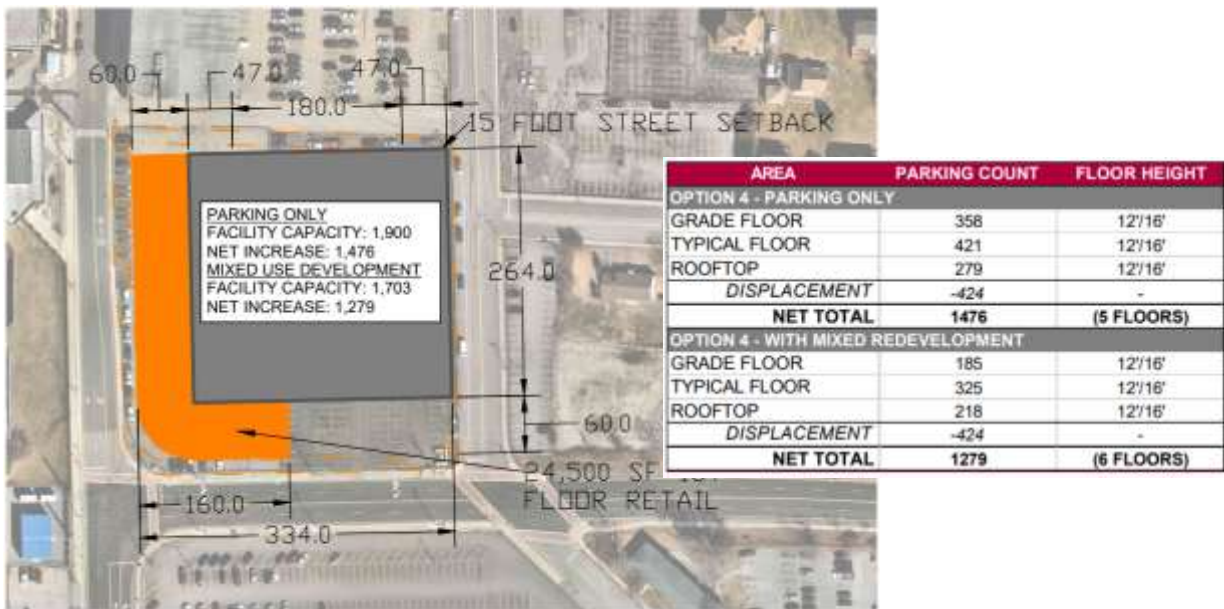 60.0
47.0
47.0
180.0
15 FOOT STREET SETBACK
PARKING ONLY
FACILITY CAPACITY: 1,900
NET INCREASE: 1,476
MIXED USE DEVELOPMENT
FACILITY CAPACITY: 1,703
NET INCREASE: 1,279
264.0
60.0
24,500 SF
FLOOR RETAIL
160.0
334.0
AREA PARKING COUNT FLOOR HEIGHT
OPTION 4 - PARKING ONLY
GRADE FLOOR 358 12'/16'
TYPICAL FLOOR 421 12'/16'
ROOFTOP 279 12'/16'
DISPLACEMENT -424 -
NET TOTAL 1476 (5 FLOORS)
OPTION 4 - WITH MIXED REDEVELOPMENT
GRADE FLOOR 185 12'/16'
TYPICAL FLOOR 325 12'/16'
ROOFTOP 218 12'/16'
DISPLACEMENT -424 -
NET TOTAL 1279 (6 FLOORS)